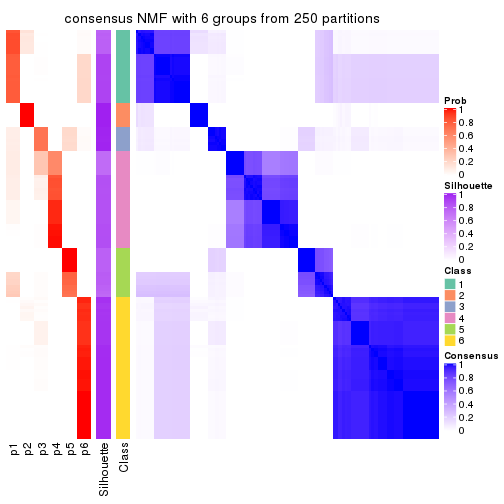 consensus NMF with 6 groups from 250 partitions
Prob
1
0.8
0.6
0.4
0.2
0
Silhouette
1
0.8
0.6
0.4
0.2
0
Class
1
2
3
4
5
6
Consensus
1
0.8
0.6
0.4
0.2
0
p1
p2
p3
p4
p5
p6
Silhouette
Class